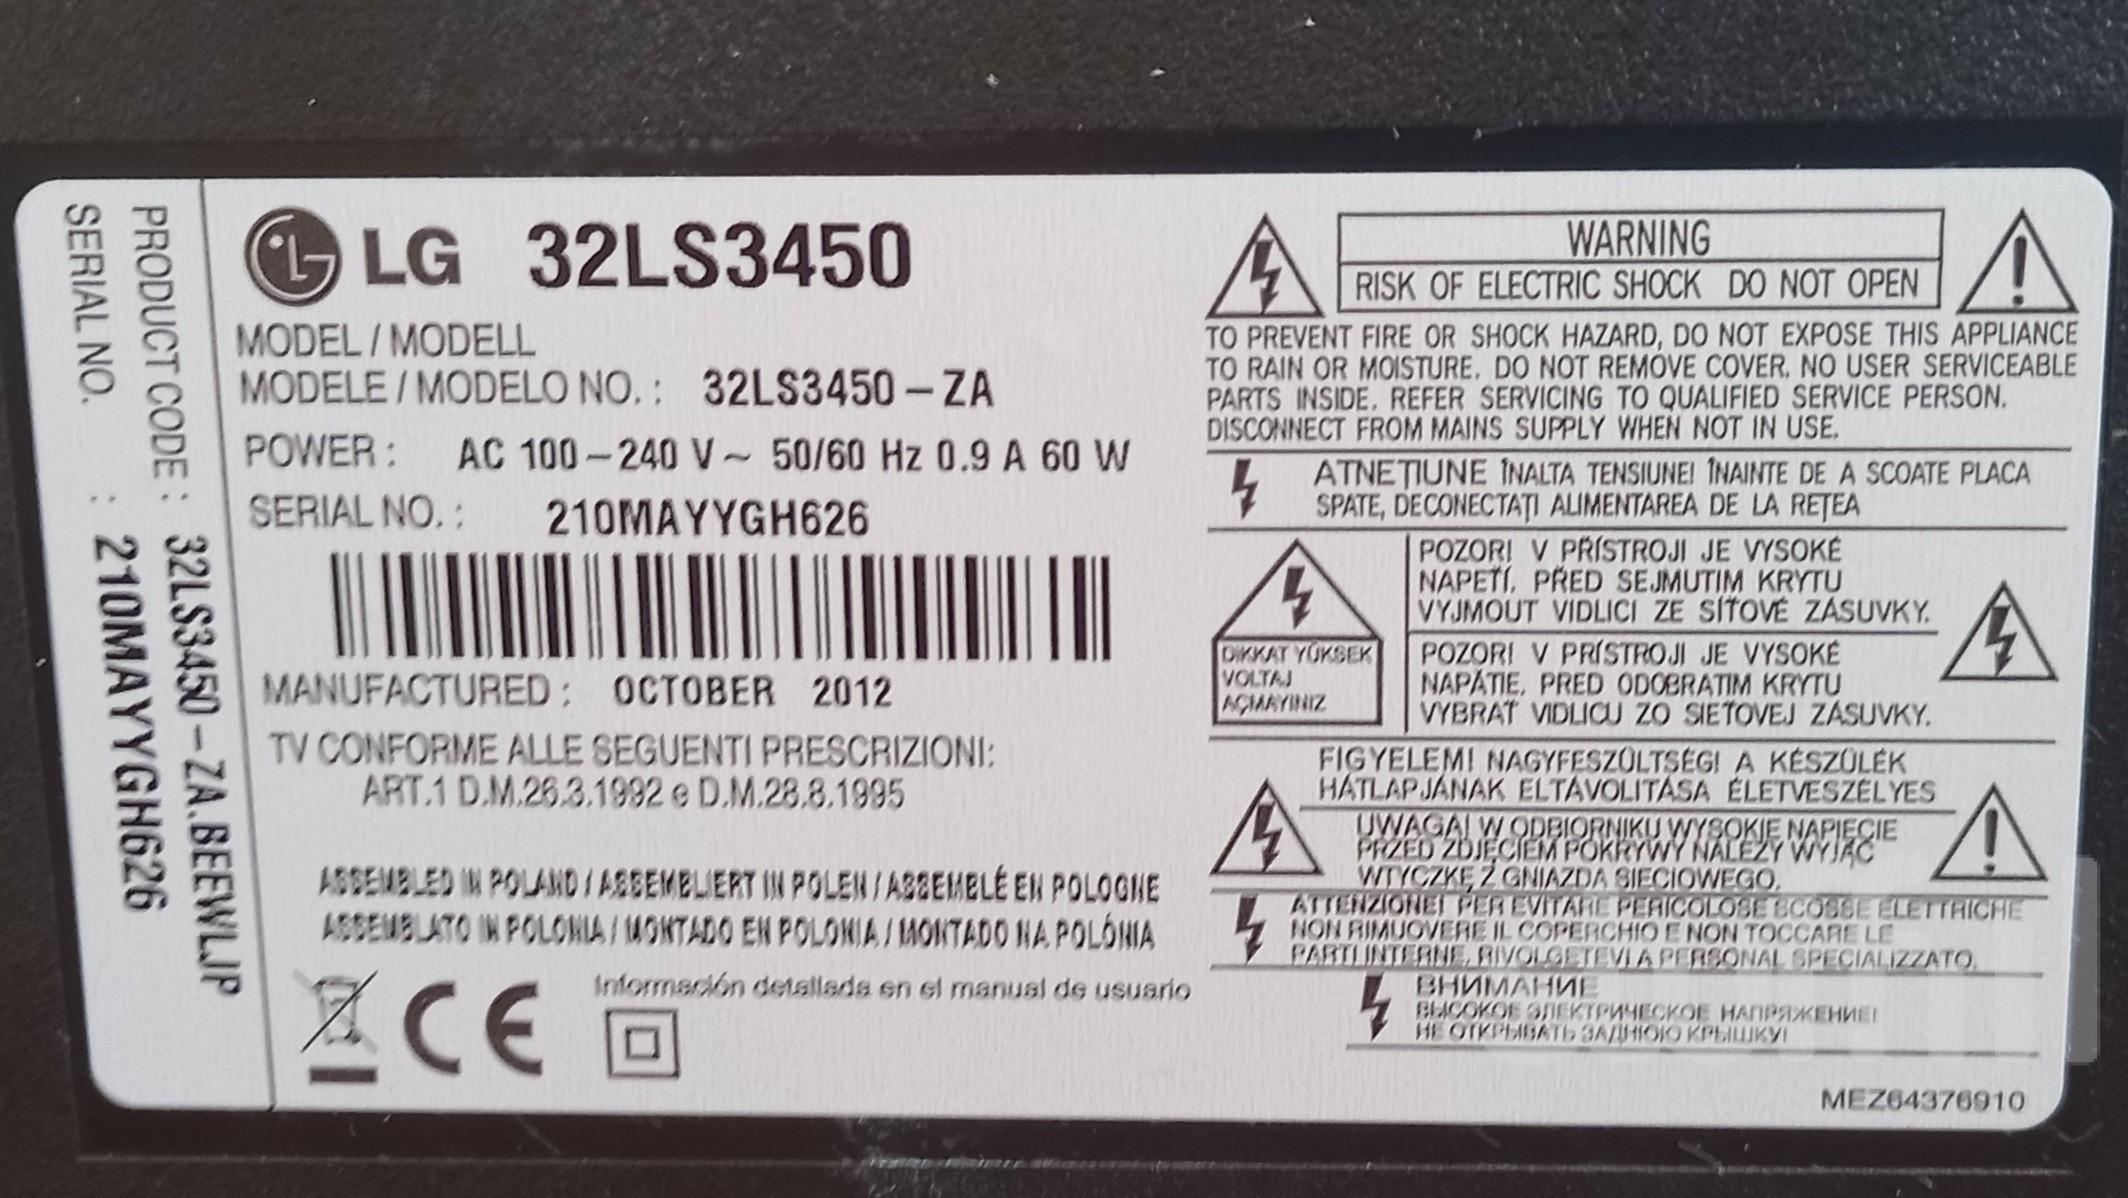 PRODUCT CODE : 32LS3450-ZA.BEEWLJP
SERIAL NO. : 210MAYYGH626
LG 32LS3450
MODEL / MODELL
MODELE / MODELO NO. : 32LS3450-ZA
POWER : AC 100-240 V~ 50/60 Hz 0.9 A 60 W
SERIAL NO. : 210MAYYGH626
MANUFACTURED : OCTOBER 2012
TV CONFORME ALLE SEGUENTI PRESCRIZIONI:
ART.1 D.M.26.3.1992 e D.M.28.8.1995
ASSEMBLED IN POLAND / ASSEMBLIERT IN POLEN / ASSEMBLÉ EN POLOGNE
ASSEMBLATO IN POLONIA / MONTADO EN POLONIA / MONTADO NA POLÓNIA
CE
Información detallada en el manual de usuario
WARNING
RISK OF ELECTRIC SHOCK DO NOT OPEN
TO PREVENT FIRE OR SHOCK HAZARD, DO NOT EXPOSE THIS APPLIANCE
TO RAIN OR MOISTURE. DO NOT REMOVE COVER. NO USER SERVICEABLE
PARTS INSIDE. REFER SERVICING TO QUALIFIED SERVICE PERSON.
DISCONNECT FROM MAINS SUPPLY WHEN NOT IN USE.
ATNEȚIUNE ÎNALTA TENSIUNE! ÎNAINTE DE A SCOATE PLACA
SPATE, DECONECTAȚI ALIMENTAREA DE LA REȚEA
DIKKAT YÜKSEK
VOLTAJ
AÇMAYINIZ
POZOR! V PŘÍSTROJI JE VYSOKÉ
NAPETÍ. PŘED SEJMUTIM KRYTU
VYJMOUT VIDLICI ZE SÍŤOVÉ ZÁSUVKY.
POZOR! V PRÍSTROJI JE VYSOKÉ
NAPÄTIE. PRED ODOBRATIM KRYTU
VYBRAŤ VIDLICU ZO SIEŤOVEJ ZÁSUVKY.
FIGYELEM! NAGYFESZÜLTSÉG! A KÉSZÜLÉK
HÁTLAPJÁNAK ELTÁVOLITÁSA ÉLETVESZÉLYES
UWAGA! W ODBIORNIKU WYSOKIE NAPIĘCIE
PRZED ZDJĘCIEM POKRYWY NALEŻY WYJĄĆ
WTYCZKĘ Z GNIAZDA SIECIOWEGO.
ATTENZIONE! PER EVITARE PERICOLOSE SCOSSE ELETTRICHE
NON RIMUOVERE IL COPERCHIO E NON TOCCARE LE
PARTI INTERNE, RIVOLGETEVI A PERSONAL SPECIALIZZATO.
ВНИМАНИЕ
ВЫСОКОЕ ЭЛЕКТРИЧЕСКОЕ НАПРЯЖЕНИЕ!
НЕ ОТКРЫВАТЬ ЗАДНЮЮ КРЫШКУ!
MEZ64376910